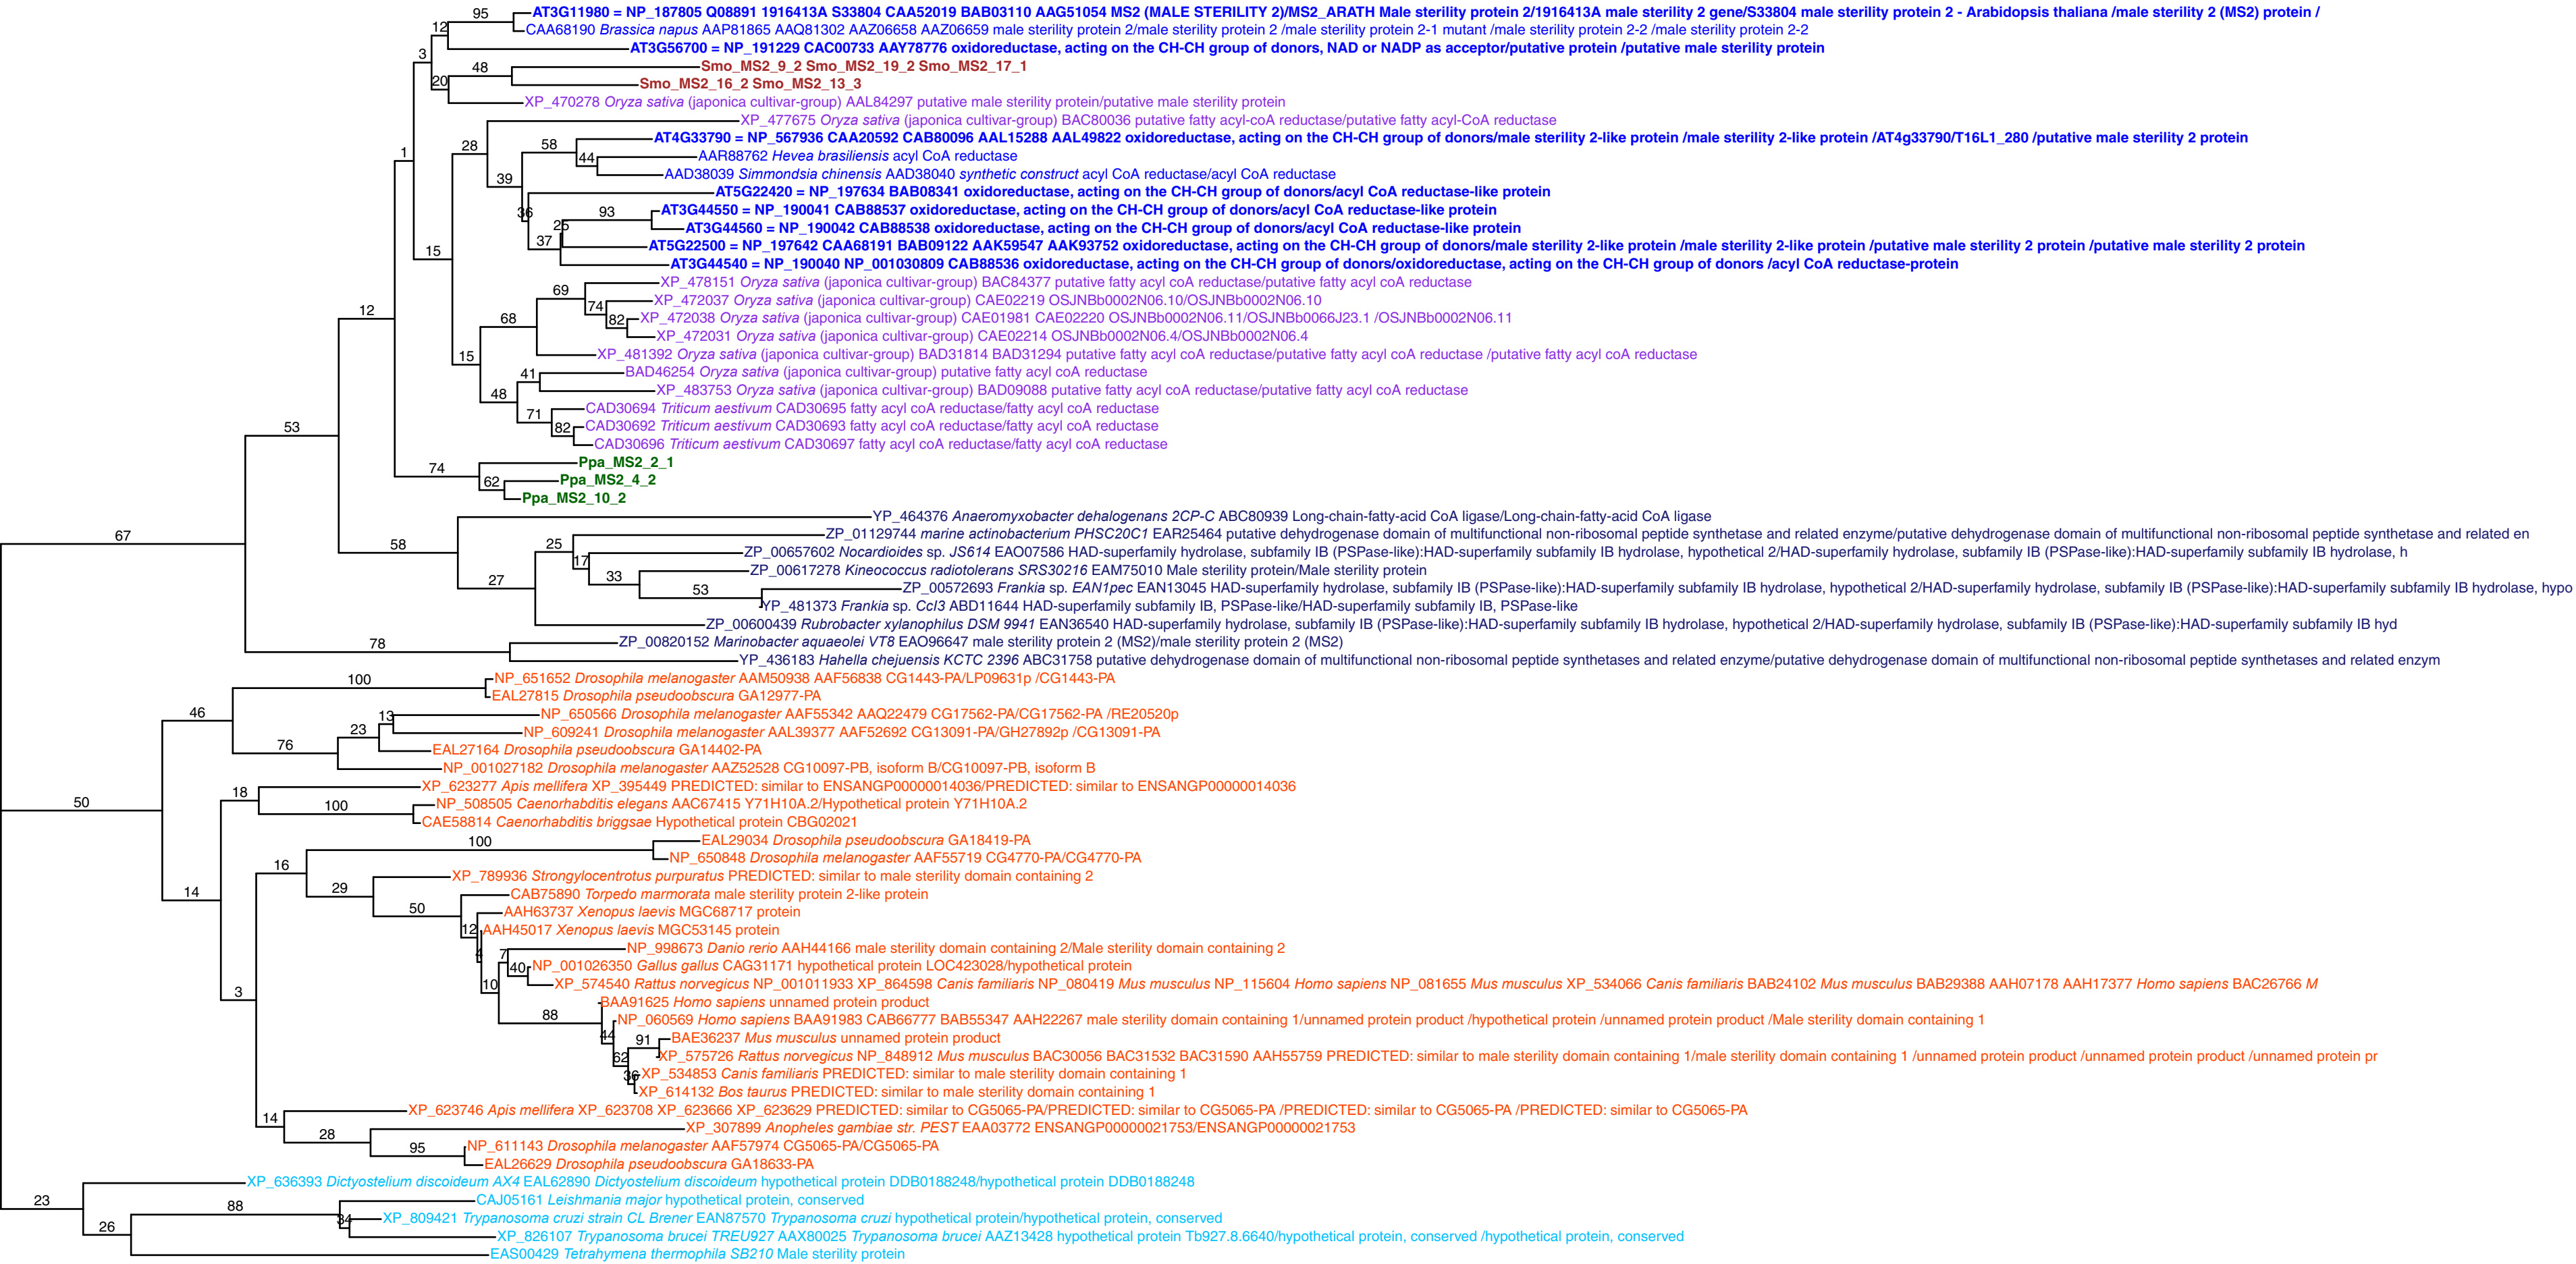 95 AT3G11980 = NP_187805 Q08891 1916413A S33804 CAA52019 BAB03110 AAG51054 MS2 (MALE STERILITY 2)/MS2_ARATH Male sterility protein 2/1916413A male sterility 2 gene/S33804 male sterility protein 2 - Arabidopsis thaliana /male sterility 2 (MS2) protein /
12 CAA68190 Brassica napus AAP81865 AAQ81302 AAZ06658 AAZ06659 male sterility protein 2/male sterility protein 2 /male sterility protein 2-1 mutant /male sterility protein 2-2 /male sterility protein 2-2
3 AT3G56700 = NP_191229 CAC00733 AAY78776 oxidoreductase, acting on the CH-CH group of donors, NAD or NADP as acceptor/putative protein /putative male sterility protein
48 Smo_MS2_9_2 Smo_MS2_19_2 Smo_MS2_17_1
20 Smo_MS2_16_2 Smo_MS2_13_3
XP_470278 Oryza sativa (japonica cultivar-group) AAL84297 putative male sterility protein/putative male sterility protein
XP_477675 Oryza sativa (japonica cultivar-group) BAC80036 putative fatty acyl-coA reductase/putative fatty acyl-CoA reductase
1 28 58 AT4G33790 = NP_567936 CAA20592 CAB80096 AAL15288 AAL49822 oxidoreductase, acting on the CH-CH group of donors/male sterility 2-like protein /male sterility 2-like protein /AT4g33790/T16L1_280 /putative male sterility 2 protein
44 AAR88762 Hevea brasiliensis acyl CoA reductase
39 AAD38039 Simmondsia chinensis AAD38040 synthetic construct acyl CoA reductase/acyl CoA reductase
AT5G22420 = NP_197634 BAB08341 oxidoreductase, acting on the CH-CH group of donors/acyl CoA reductase-like protein
36 93 AT3G44550 = NP_190041 CAB88537 oxidoreductase, acting on the CH-CH group of donors/acyl CoA reductase-like protein
25 AT3G44560 = NP_190042 CAB88538 oxidoreductase, acting on the CH-CH group of donors/acyl CoA reductase-like protein
15 37 AT5G22500 = NP_197642 CAA68191 BAB09122 AAK59547 AAK93752 oxidoreductase, acting on the CH-CH group of donors/male sterility 2-like protein /male sterility 2-like protein /putative male sterility 2 protein /putative male sterility 2 protein
AT3G44540 = NP_190040 NP_001030809 CAB88536 oxidoreductase, acting on the CH-CH group of donors/oxidoreductase, acting on the CH-CH group of donors /acyl CoA reductase-protein
69 XP_478151 Oryza sativa (japonica cultivar-group) BAC84377 putative fatty acyl coA reductase/putative fatty acyl coA reductase
12 74 XP_472037 Oryza sativa (japonica cultivar-group) CAE02219 OSJNBb0002N06.10/OSJNBb0002N06.10
68 82 XP_472038 Oryza sativa (japonica cultivar-group) CAE01981 CAE02220 OSJNBb0002N06.11/OSJNBb0066J23.1 /OSJNBb0002N06.11
XP_472031 Oryza sativa (japonica cultivar-group) CAE02214 OSJNBb0002N06.4/OSJNBb0002N06.4
15 XP_481392 Oryza sativa (japonica cultivar-group) BAD31814 BAD31294 putative fatty acyl coA reductase/putative fatty acyl coA reductase /putative fatty acyl coA reductase
41 BAD46254 Oryza sativa (japonica cultivar-group) putative fatty acyl coA reductase
48 XP_483753 Oryza sativa (japonica cultivar-group) BAD09088 putative fatty acyl coA reductase/putative fatty acyl coA reductase
71 CAD30694 Triticum aestivum CAD30695 fatty acyl coA reductase/fatty acyl coA reductase
53 82 CAD30692 Triticum aestivum CAD30693 fatty acyl coA reductase/fatty acyl coA reductase
CAD30696 Triticum aestivum CAD30697 fatty acyl coA reductase/fatty acyl coA reductase
74 Ppa_MS2_2_1
62 Ppa_MS2_4_2
Ppa_MS2_10_2
YP_464376 Anaeromyxobacter dehalogenans 2CP-C ABC80939 Long-chain-fatty-acid CoA ligase/Long-chain-fatty-acid CoA ligase
67 ZP_01129744 marine actinobacterium PHSC20C1 EAR25464 putative dehydrogenase domain of multifunctional non-ribosomal peptide synthetase and related enzyme/putative dehydrogenase domain of multifunctional non-ribosomal peptide synthetase and related en
58 25 17 ZP_00657602 Nocardioides sp. JS614 EAO07586 HAD-superfamily hydrolase, subfamily IB (PSPase-like):HAD-superfamily subfamily IB hydrolase, hypothetical 2/HAD-superfamily hydrolase, subfamily IB (PSPase-like):HAD-superfamily subfamily IB hydrolase, h
27 33 ZP_00617278 Kineococcus radiotolerans SRS30216 EAM75010 Male sterility protein/Male sterility protein
53 ZP_00572693 Frankia sp. EAN1pec EAN13045 HAD-superfamily hydrolase, subfamily IB (PSPase-like):HAD-superfamily subfamily IB hydrolase, hypothetical 2/HAD-superfamily hydrolase, subfamily IB (PSPase-like):HAD-superfamily subfamily IB hydrolase, hypo
YP_481373 Frankia sp. CcI3 ABD11644 HAD-superfamily subfamily IB, PSPase-like/HAD-superfamily subfamily IB, PSPase-like
ZP_00600439 Rubrobacter xylanophilus DSM 9941 EAN36540 HAD-superfamily hydrolase, subfamily IB (PSPase-like):HAD-superfamily subfamily IB hydrolase, hypothetical 2/HAD-superfamily hydrolase, subfamily IB (PSPase-like):HAD-superfamily subfamily IB hyd
78 ZP_00820152 Marinobacter aquaeolei VT8 EAO96647 male sterility protein 2 (MS2)/male sterility protein 2 (MS2)
YP_436183 Hahella chejuensis KCTC 2396 ABC31758 putative dehydrogenase domain of multifunctional non-ribosomal peptide synthetases and related enzyme/putative dehydrogenase domain of multifunctional non-ribosomal peptide synthetases and related enzym
100 NP_651652 Drosophila melanogaster AAM50938 AAF56838 CG1443-PA/LP09631p /CG1443-PA
EAL27815 Drosophila pseudoobscura GA12977-PA
46 13 NP_650566 Drosophila melanogaster AAF55342 AAQ22479 CG17562-PA/CG17562-PA /RE20520p
23 NP_609241 Drosophila melanogaster AAL39377 AAF52692 CG13091-PA/GH27892p /CG13091-PA
76 EAL27164 Drosophila pseudoobscura GA14402-PA
NP_001027182 Drosophila melanogaster AAZ52528 CG10097-PB, isoform B/CG10097-PB, isoform B
18 XP_623277 Apis mellifera XP_395449 PREDICTED: similar to ENSANGP00000014036/PREDICTED: similar to ENSANGP00000014036
50 100 NP_508505 Caenorhabditis elegans AAC67415 Y71H10A.2/Hypothetical protein Y71H10A.2
CAE58814 Caenorhabditis briggsae Hypothetical protein CBG02021
100 EAL29034 Drosophila pseudoobscura GA18419-PA
16 NP_650848 Drosophila melanogaster AAF55719 CG4770-PA/CG4770-PA
14 29 XP_789936 Strongylocentrotus purpuratus PREDICTED: similar to male sterility domain containing 2
CAB75890 Torpedo marmorata male sterility protein 2-like protein
50 AAH63737 Xenopus laevis MGC68717 protein
12 AAH45017 Xenopus laevis MGC53145 protein
4 7 NP_998673 Danio rerio AAH44166 male sterility domain containing 2/Male sterility domain containing 2
40 NP_001026350 Gallus gallus CAG31171 hypothetical protein LOC423028/hypothetical protein
3 10 XP_574540 Rattus norvegicus NP_001011933 XP_864598 Canis familiaris NP_080419 Mus musculus NP_115604 Homo sapiens NP_081655 Mus musculus XP_534066 Canis familiaris BAB24102 Mus musculus BAB29388 AAH07178 AAH17377 Homo sapiens BAC26766 M
BAA91625 Homo sapiens unnamed protein product
88 NP_060569 Homo sapiens BAA91983 CAB66777 BAB55347 AAH22267 male sterility domain containing 1/unnamed protein product /hypothetical protein /unnamed protein product /Male sterility domain containing 1
44 91 BAE36237 Mus musculus unnamed protein product
62 XP_575726 Rattus norvegicus NP_848912 Mus musculus BAC30056 BAC31532 BAC31590 AAH55759 PREDICTED: similar to male sterility domain containing 1/male sterility domain containing 1 /unnamed protein product /unnamed protein product /unnamed protein pr
36 XP_534853 Canis familiaris PREDICTED: similar to male sterility domain containing 1
XP_614132 Bos taurus PREDICTED: similar to male sterility domain containing 1
14 XP_623746 Apis mellifera XP_623708 XP_623666 XP_623629 PREDICTED: similar to CG5065-PA/PREDICTED: similar to CG5065-PA /PREDICTED: similar to CG5065-PA /PREDICTED: similar to CG5065-PA
28 XP_307899 Anopheles gambiae str. PEST EAA03772 ENSANGP00000021753/ENSANGP00000021753
95 NP_611143 Drosophila melanogaster AAF57974 CG5065-PA/CG5065-PA
EAL26629 Drosophila pseudoobscura GA18633-PA
XP_636393 Dictyostelium discoideum AX4 EAL62890 Dictyostelium discoideum hypothetical protein DDB0188248/hypothetical protein DDB0188248
23 88 CAJ05161 Leishmania major hypothetical protein, conserved
26 34 XP_809421 Trypanosoma cruzi strain CL Brener EAN87570 Trypanosoma cruzi hypothetical protein/hypothetical protein, conserved
XP_826107 Trypanosoma brucei TREU927 AAX80025 Trypanosoma brucei AAZ13428 hypothetical protein Tb927.8.6640/hypothetical protein, conserved /hypothetical protein, conserved
EAS00429 Tetrahymena thermophila SB210 Male sterility protein